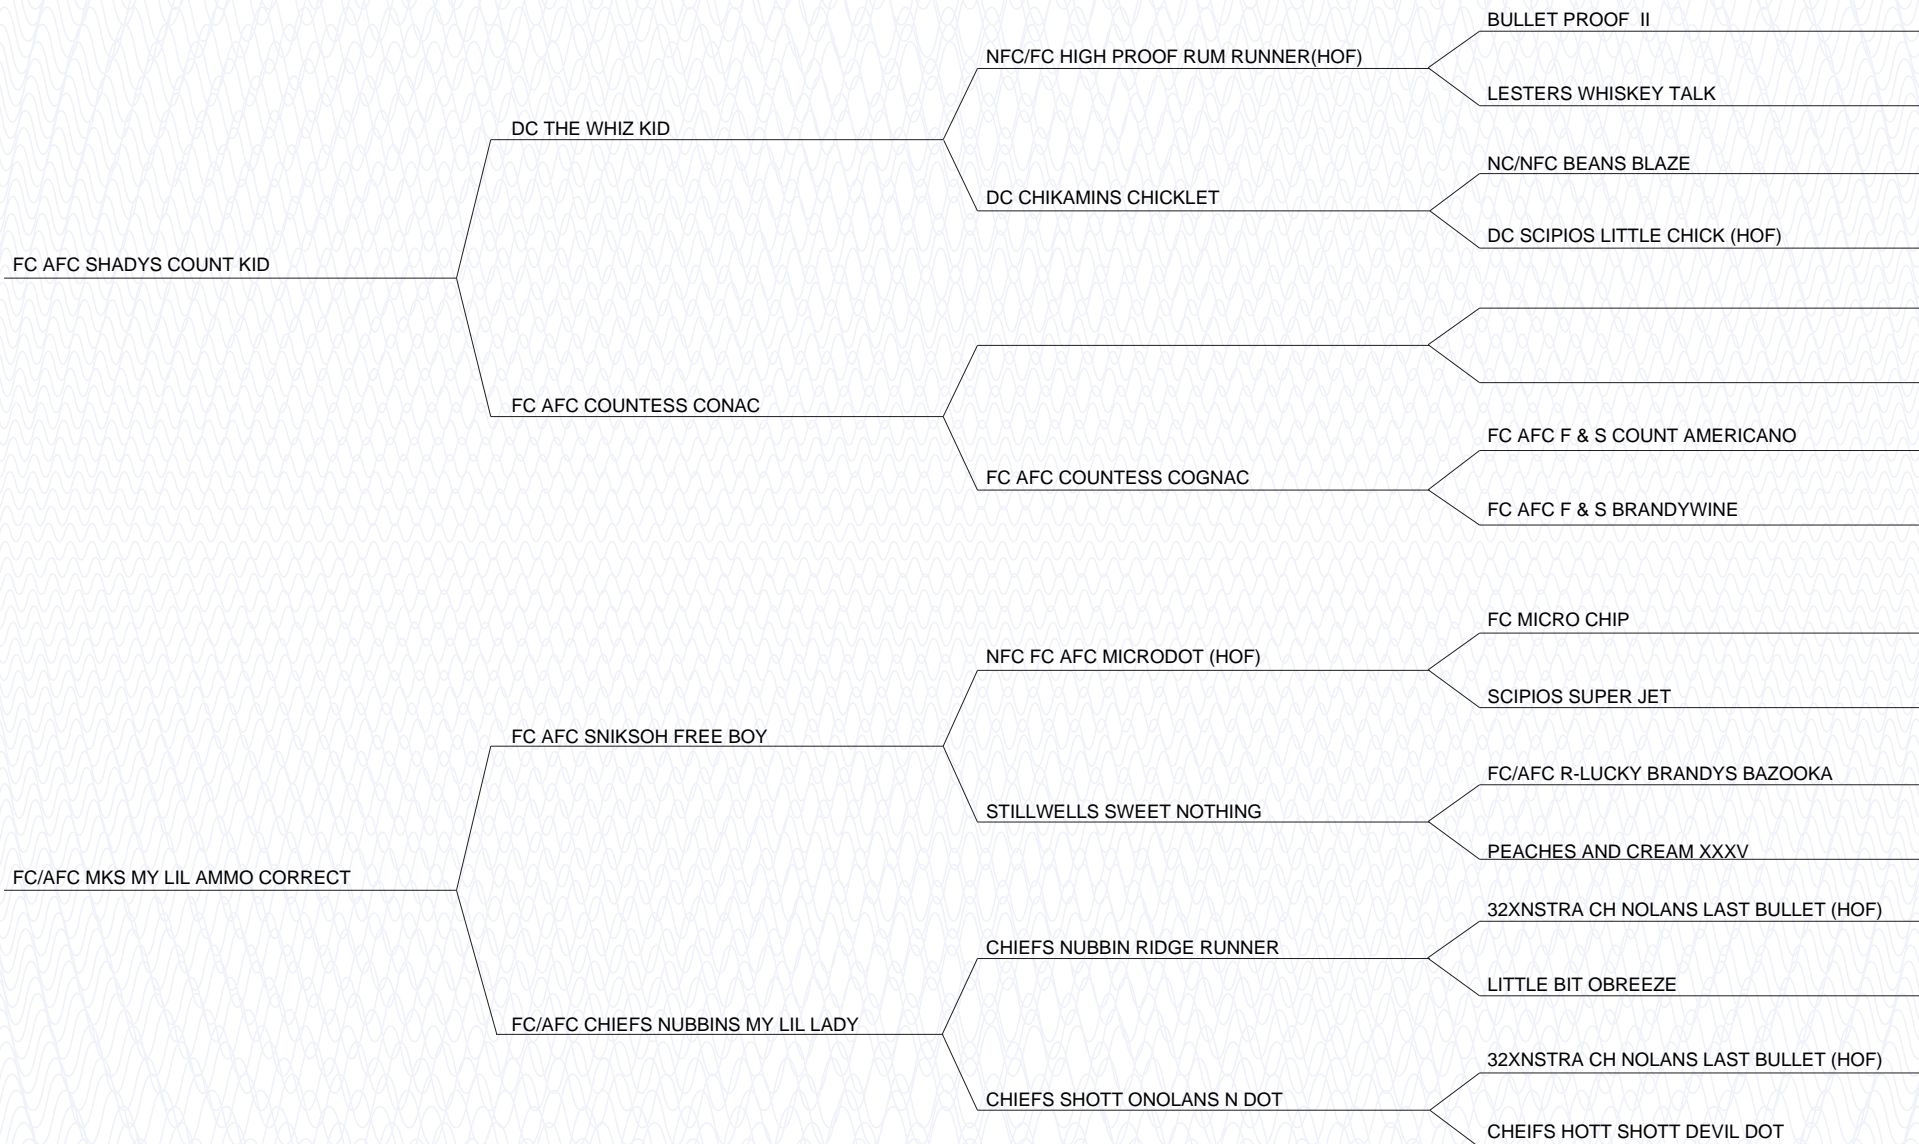 BULLET PROOF  II
NFC/FC HIGH PROOF RUM RUNNER(HOF)
LESTERS WHISKEY TALK
DC THE WHIZ KID
NC/NFC BEANS BLAZE
DC CHIKAMINS CHICKLET
DC SCIPIOS LITTLE CHICK (HOF)
FC AFC SHADYS COUNT KID
FC AFC COUNTESS CONAC
FC AFC F & S COUNT AMERICANO
FC AFC COUNTESS COGNAC
FC AFC F & S BRANDYWINE
FC MICRO CHIP
NFC FC AFC MICRODOT (HOF)
SCIPIOS SUPER JET
FC AFC SNIKSOH FREE BOY
FC/AFC R-LUCKY BRANDYS BAZOOKA
STILLWELLS SWEET NOTHING
PEACHES AND CREAM XXXV
FC/AFC MKS MY LIL AMMO CORRECT
32XNSTRA CH NOLANS LAST BULLET (HOF)
CHIEFS NUBBIN RIDGE RUNNER
LITTLE BIT OBREEZE
FC/AFC CHIEFS NUBBINS MY LIL LADY
32XNSTRA CH NOLANS LAST BULLET (HOF)
CHIEFS SHOTT ONOLANS N DOT
CHEIFS HOTT SHOTT DEVIL DOT